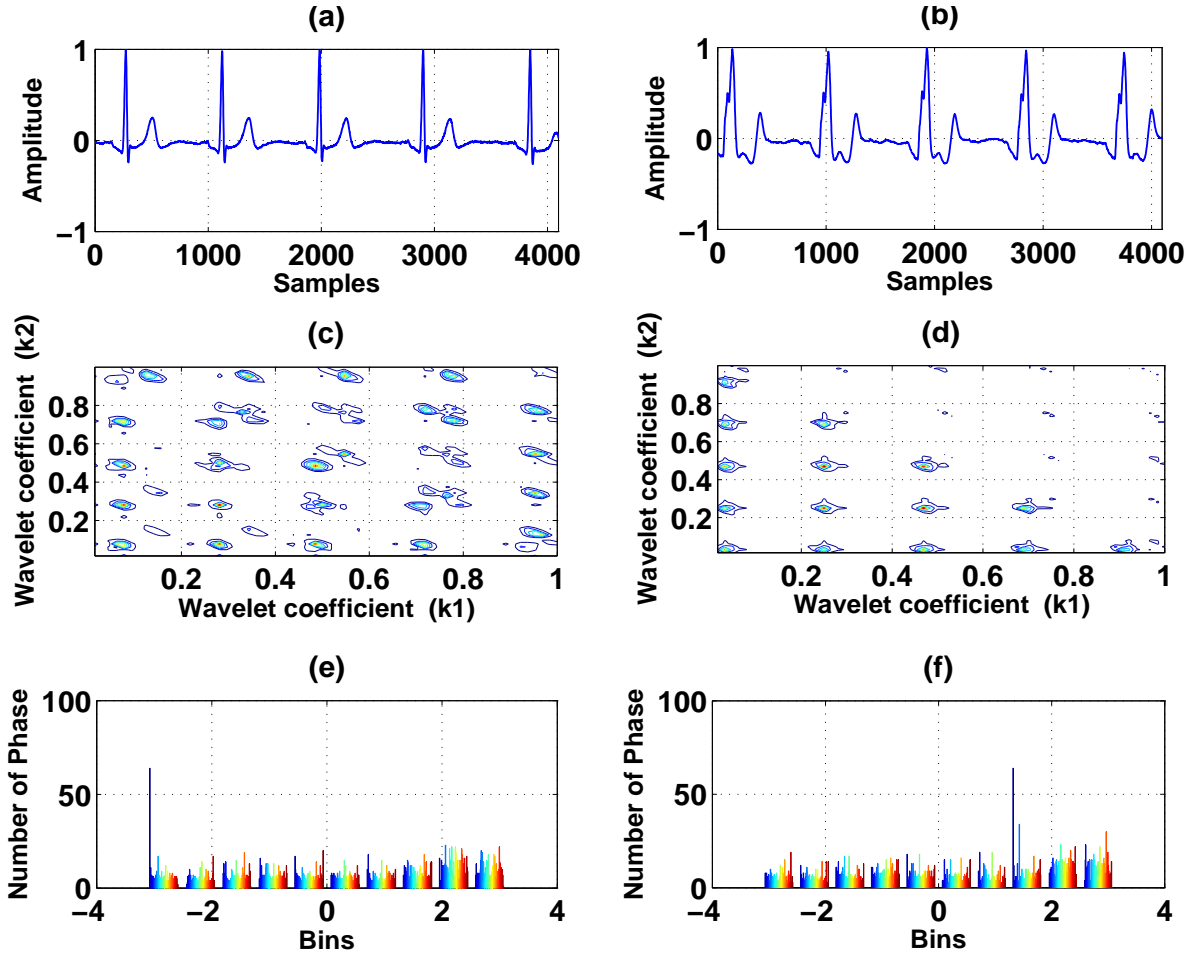 (a)
Amplitude
1
0
−1
0
1000
2000
3000
4000
Samples
(b)
Amplitude
1
0
−1
0
1000
2000
3000
4000
Samples
(c)
Wavelet coefficient (k2)
0.8
0.6
0.4
0.2
0.2
0.4
0.6
0.8
1
Wavelet coefficient (k1)
(d)
Wavelet coefficient (k2)
0.8
0.6
0.4
0.2
0.2
0.4
0.6
0.8
1
Wavelet coefficient (k1)
(e)
Number of Phase
100
50
0
−4
−2
0
2
4
Bins
(f)
Number of Phase
100
50
0
−4
−2
0
2
4
Bins